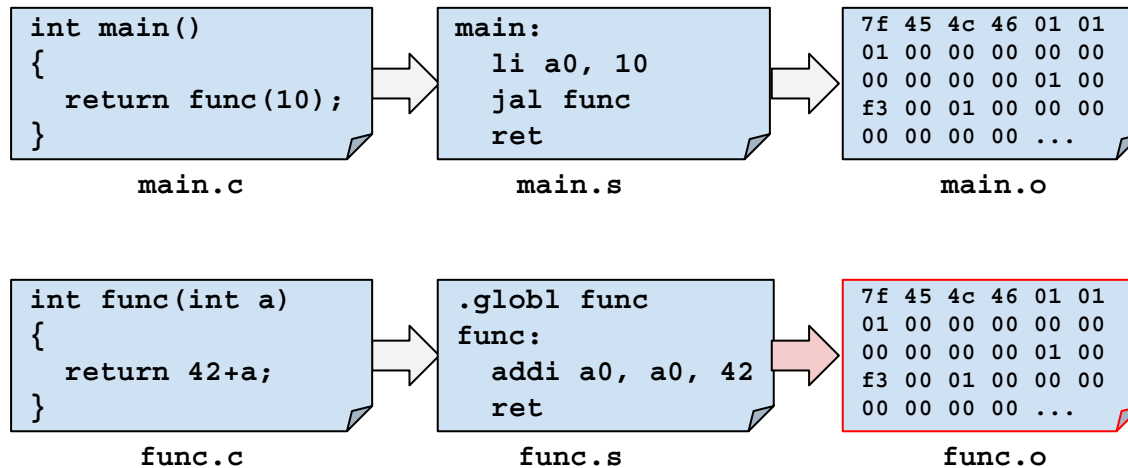 int main()
{
  return func(10);
}
main.c
main:
  li a0, 10
  jal func
  ret
main.s
7f 45 4c 46 01 01
01 00 00 00 00 00
00 00 00 00 01 00
f3 00 01 00 00 00
00 00 00 00 ...
main.o
int func(int a)
{
  return 42+a;
}
func.c
.globl func
func:
  addi a0, a0, 42
  ret
func.s
7f 45 4c 46 01 01
01 00 00 00 00 00
00 00 00 00 01 00
f3 00 01 00 00 00
00 00 00 00 ...
func.o